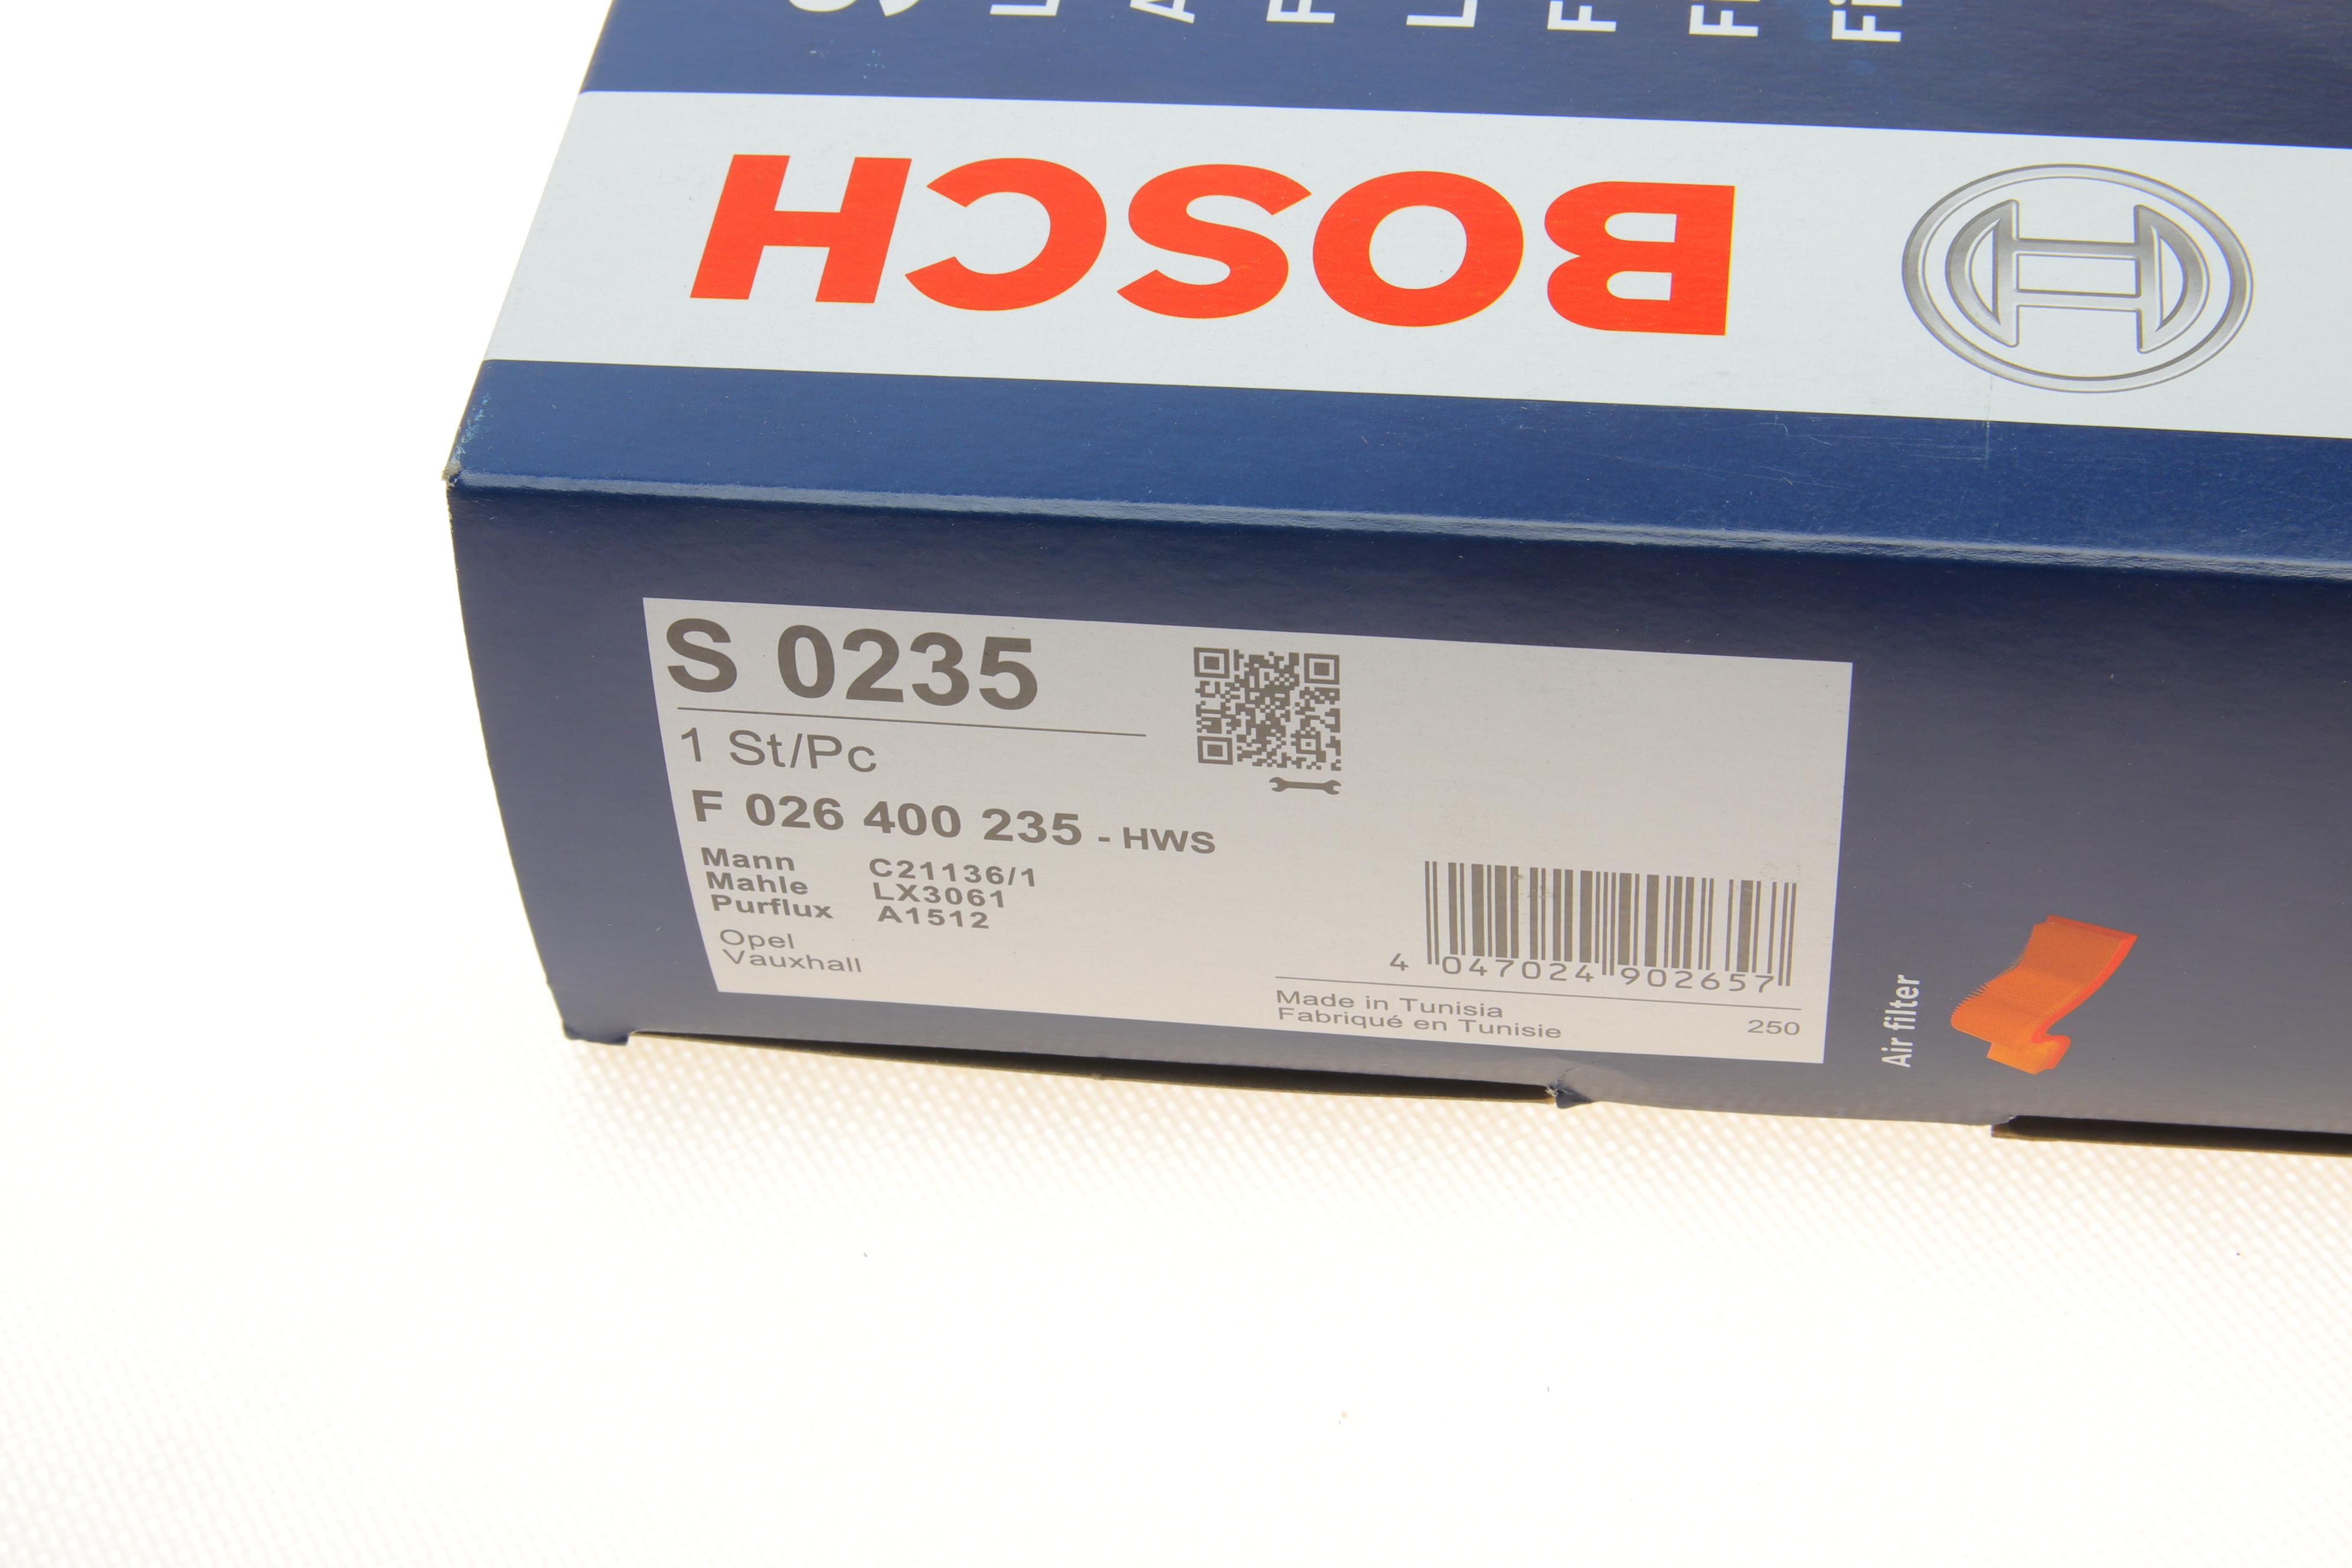 BOSCH
S 0235
1 St/Pc
F 026 400 235 - HWS
Mann C21136/1
Mahle LX3061
Purflux A1512
Opel
Vauxhall
4 047024 902657
Made in Tunisia
Fabriqué en Tunisie
250
Air filter